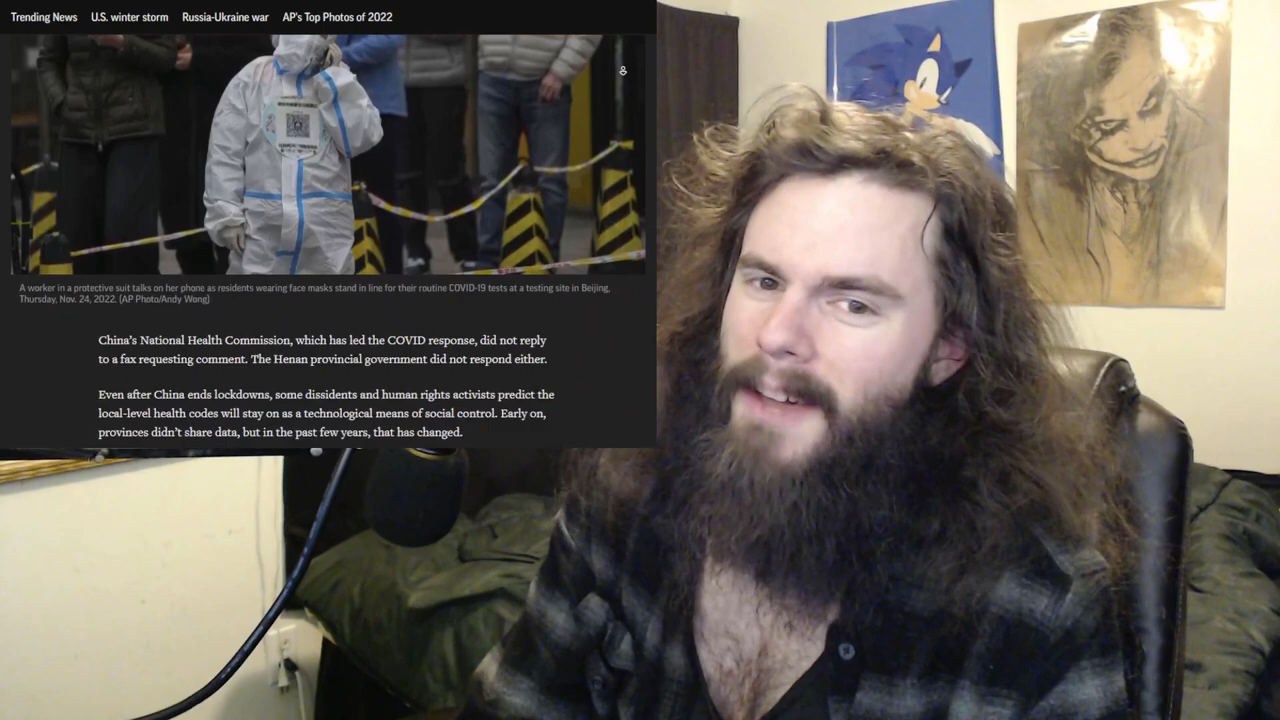 Trending News U.S. winter storm Russia-Ukraine war AP's Top Photos of 2022
A worker in a protective suit talks on her phone as residents wearing face masks stand in line for their routine COVID-19 tests at a testing site in Beijing,
Thursday, Nov. 24, 2022. (AP Photo/Andy Wong)
China's National Health Commission, which has led the COVID response, did not reply
to a fax requesting comment. The Henan provincial government did not respond either.
Even after China ends lockdowns, some dissidents and human rights activists predict the
local-level health codes will stay on as a technological means of social control. Early on,
provinces didn't share data, but in the past few years, that has changed.